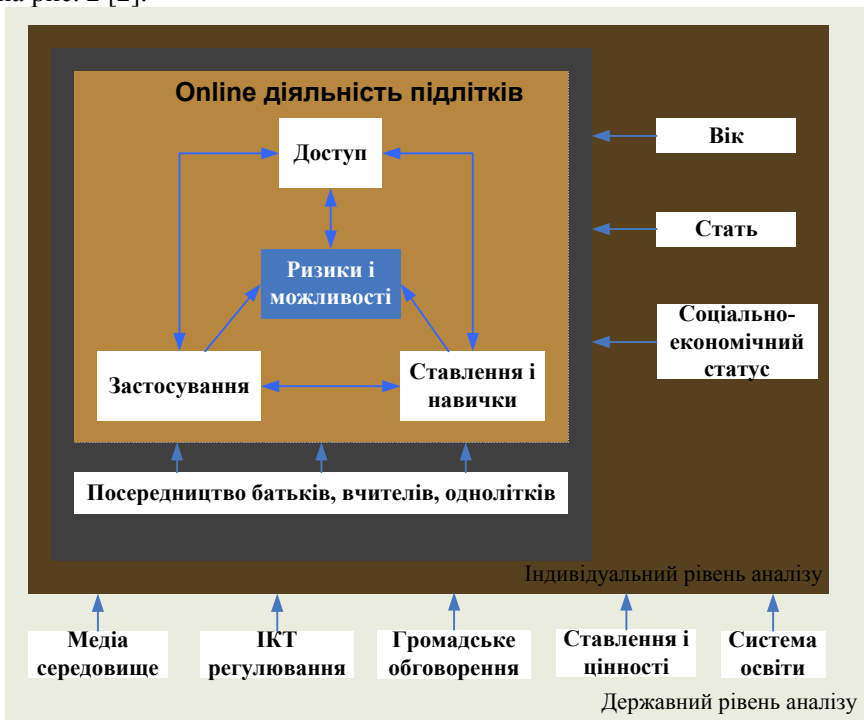 на рис. 2 [2].
Online діяльність підлітків
Доступ
Ризики і
можливості
Застосування
Ставлення і
навички
Посередництво батьків, вчителів, однолітків
Вік
Стать
Соціально-
економічний
статус
Індивідуальний рівень аналізу
Медіа
середовище
ІКТ
регулювання
Громадське
обговорення
Ставлення і
цінності
Система
освіти
Державний рівень аналізу